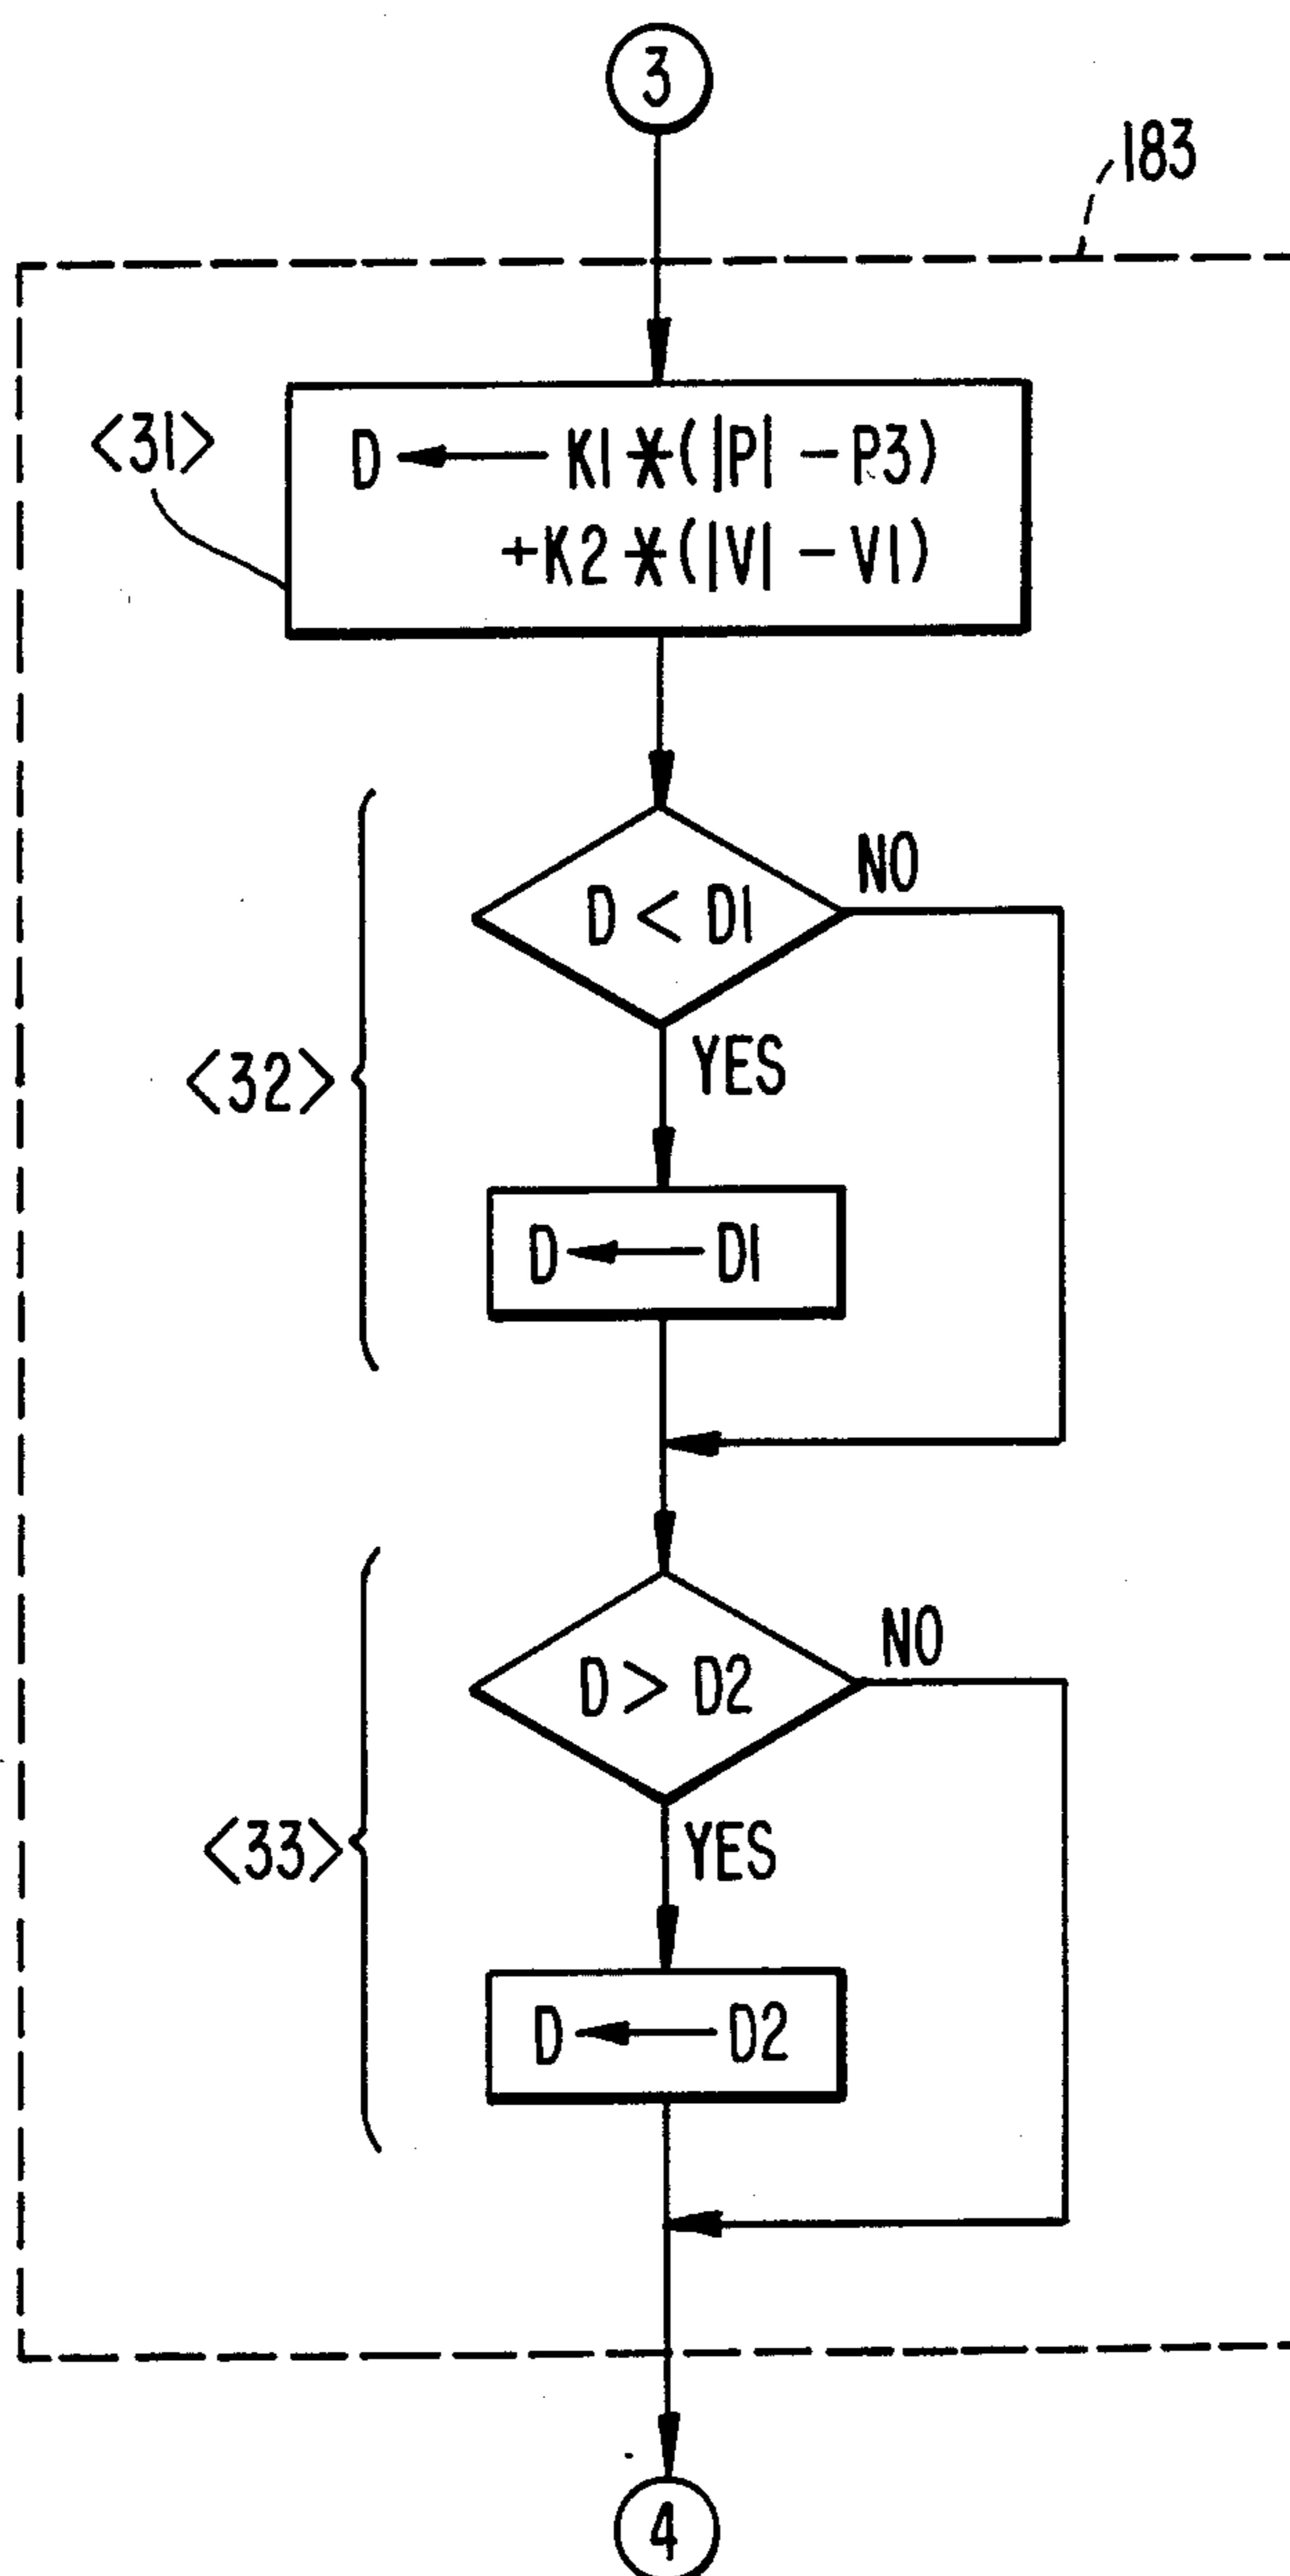 3
183
<31>
D ← K1 * (|P| − P3)
+K2 * (|V| − V1)
D < D1
NO
YES
<32>
D ← D1
D > D2
NO
YES
<33>
D ← D2
4